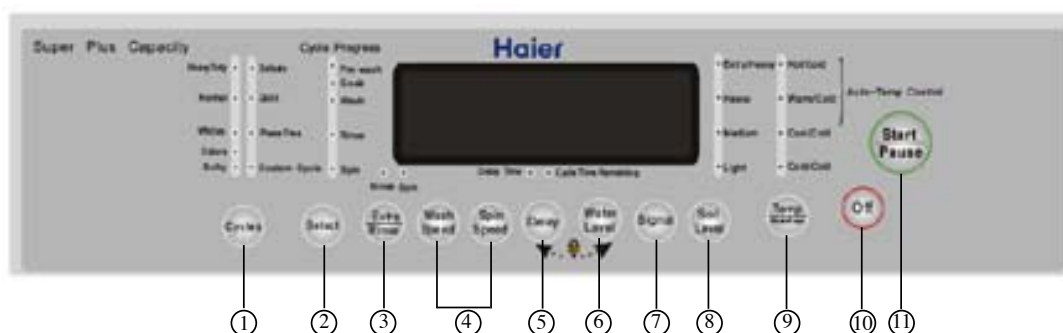 Super Plus Capacity
Cycle Progress
Haier
Heavy Duty
Delicate
Pre-wash
Soak
Extra Heavy
Hot/Cold
Normal
Wash
Heavy
Warm/Cold
Auto-Temp Control
Whites
Rinse
Medium
Cool/Cold
Start
Pause
Colors
Bulky
Custom Cycle
Spin
Delay Time
Cycle Time Remaining
Light
Cold/Cold
Cycles
Select
Extra
Rinse
Wash
Speed
Spin
Speed
Delay
Water
Level
Signal
Soil
Level
Temp
Off
1
2
3
4
5
6
7
8
9
10
11